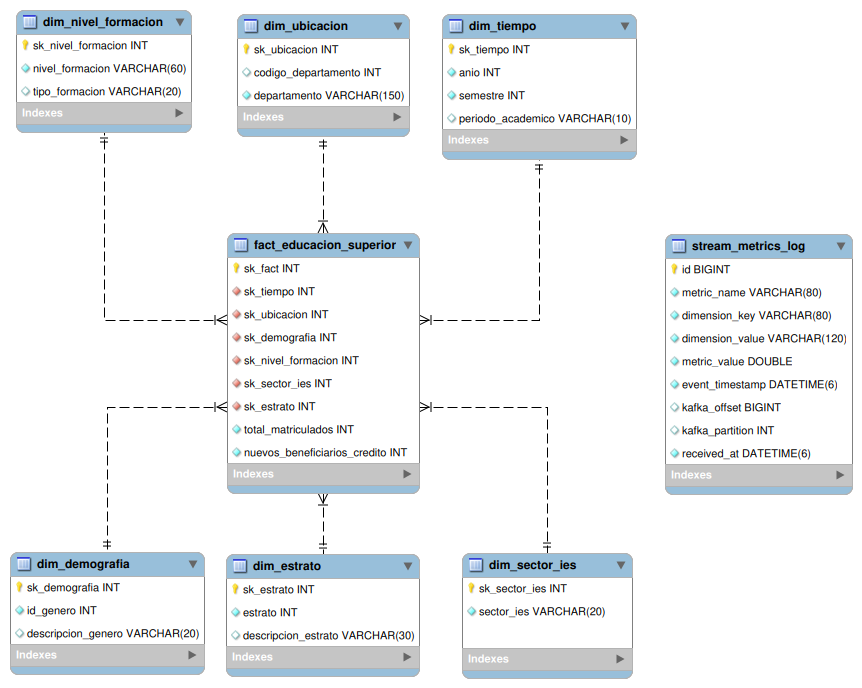 dim_nivel_formacion
sk_nivel_formacion INT
nivel_formacion VARCHAR(60)
tipo_formacion VARCHAR(20)
Indexes
dim_ubicacion
sk_ubicacion INT
codigo_departamento INT
departamento VARCHAR(150)
Indexes
dim_tiempo
sk_tiempo INT
anio INT
semestre INT
periodo_academico VARCHAR(10)
Indexes
fact_educacion_superior
sk_fact INT
sk_tiempo INT
sk_ubicacion INT
sk_demografia INT
sk_nivel_formacion INT
sk_sector_ies INT
sk_estrato INT
total_matriculados INT
nuevos_beneficiarios_credito INT
Indexes
stream_metrics_log
id BIGINT
metric_name VARCHAR(80)
dimension_key VARCHAR(80)
dimension_value VARCHAR(120)
metric_value DOUBLE
event_timestamp DATETIME(6)
kafka_offset BIGINT
kafka_partition INT
received_at DATETIME(6)
Indexes
dim_demografia
sk_demografia INT
id_genero INT
descripcion_genero VARCHAR(20)
Indexes
dim_estrato
sk_estrato INT
estrato INT
descripcion_estrato VARCHAR(30)
Indexes
dim_sector_ies
sk_sector_ies INT
sector_ies VARCHAR(20)
Indexes